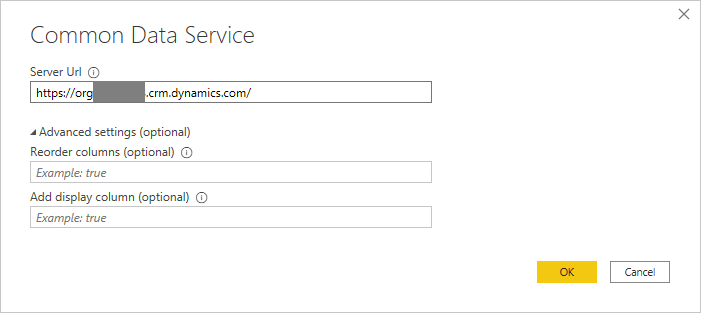 Common Data Service
Server Url
https://org .crm.dynamics.com/
Advanced settings (optional)
Reorder columns (optional)
Example: true
Add display column (optional)
Example: true
OK Cancel